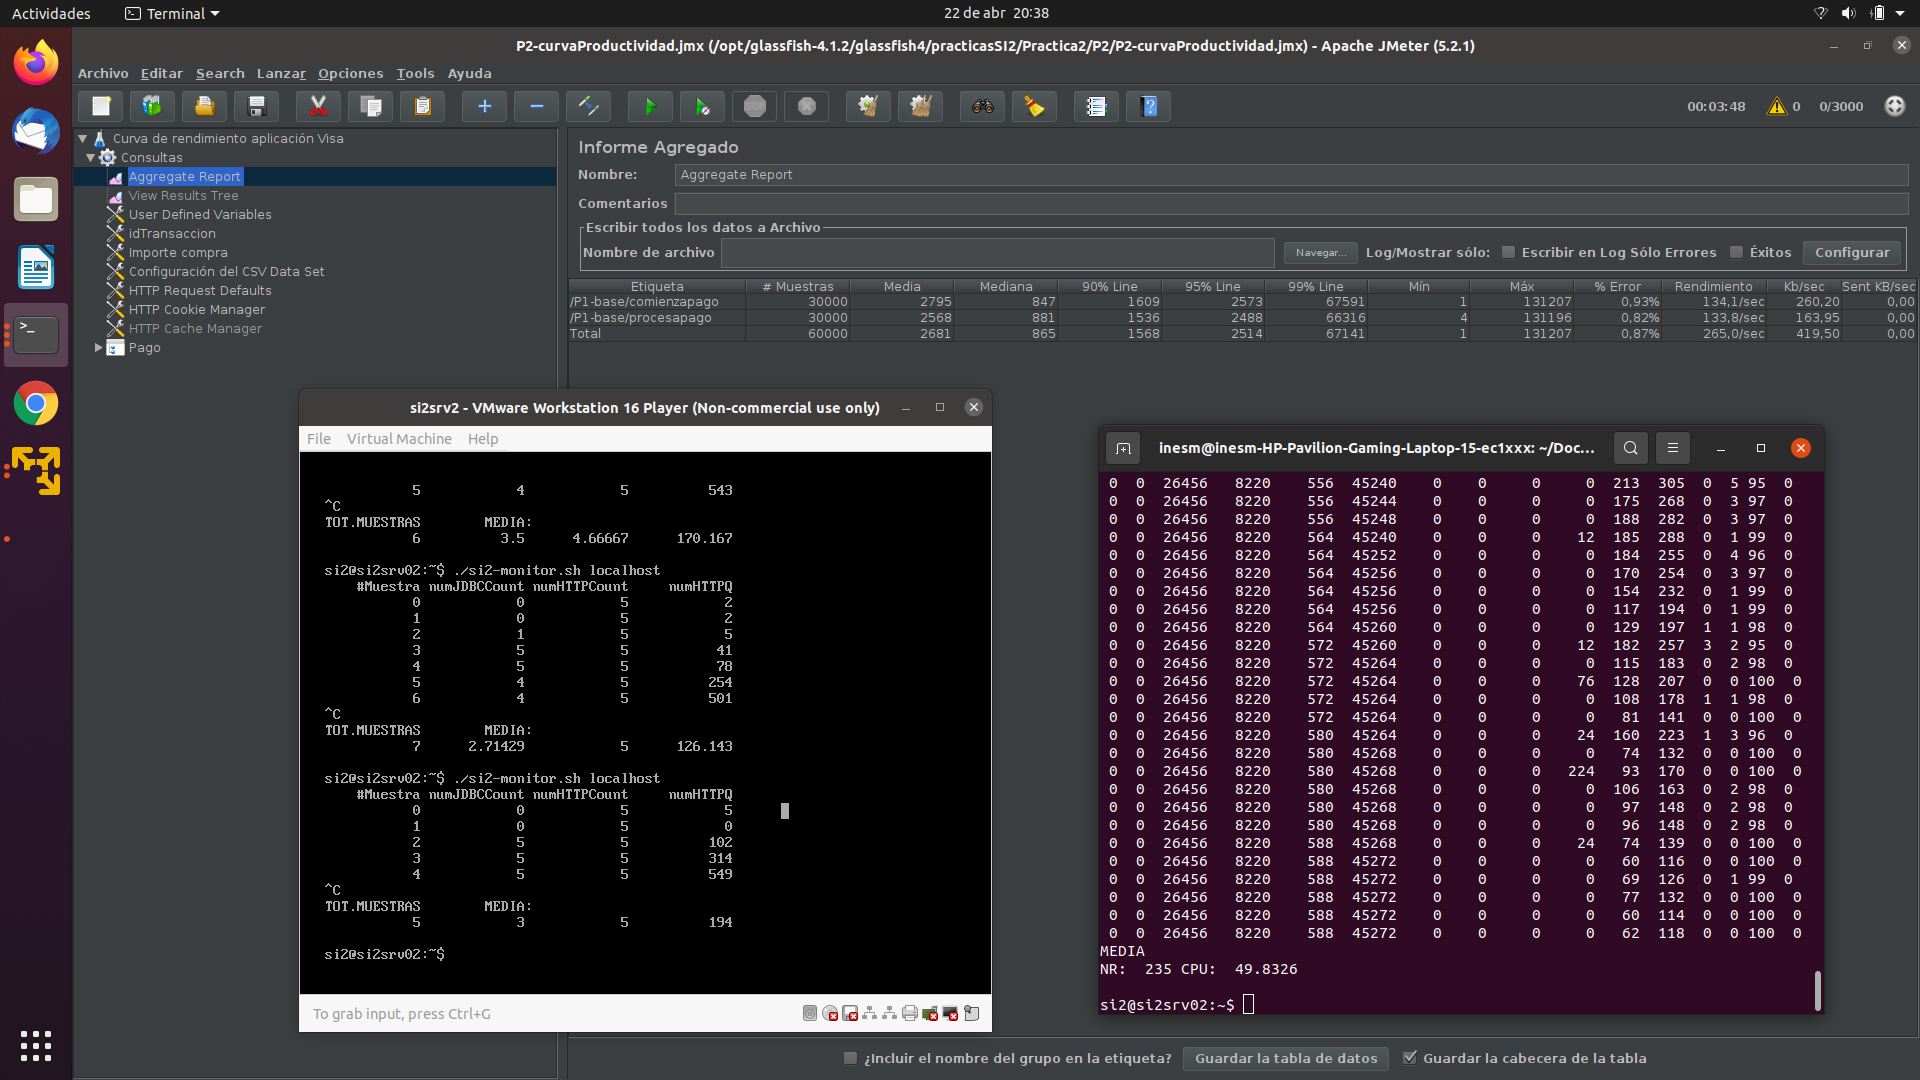 Actividades
Terminal
22 de abr 20:38
P2-curvaProductividad.jmx (/opt/glassfish-4.1.2/glassfish4/practicasSI2/Practica2/P2/P2-curvaProductividad.jmx) - Apache JMeter (5.2.1)
Archivo Editar Search Lanzar Opciones Tools Ayuda
00:03:48 0 0/3000
Curva de rendimiento aplicación Visa
Consultas
Aggregate Report
View Results Tree
User Defined Variables
idTransaccion
Importe compra
Configuración del CSV Data Set
HTTP Request Defaults
HTTP Cookie Manager
HTTP Cache Manager
Pago
Informe Agregado
Nombre: Aggregate Report
Comentarios
Escribir todos los datos a Archivo
Nombre de archivo Navegar... Log/Mostrar sólo: Escribir en Log Sólo Errores Éxitos Configurar
Etiqueta # Muestras Media Mediana 90% Line 95% Line 99% Line Mín Máx % Error Rendimiento Kb/sec Sent KB/sec
/P1-base/comienzapago 30000 2795 847 1609 2573 67591 1 131207 0,93% 134,1/sec 260,20 0,00
/P1-base/procesapago 30000 2568 881 1536 2488 66316 4 131196 0,82% 133,8/sec 163,95 0,00
Total 60000 2681 865 1568 2514 67141 1 131207 0,87% 265,0/sec 419,50 0,00
si2srv2 - VMware Workstation 16 Player (Non-commercial use only)
File Virtual Machine Help
5 4 5 543
^C
TOT.MUESTRAS MEDIA:
6 3.5 4.66667 170.167
si2@si2srv02:~$ ./si2-monitor.sh localhost
#Muestra numJDBCCount numHTTPCount numHTTPQ
0 0 5 2
1 0 5 2
2 1 5 5
3 5 5 41
4 5 5 78
5 4 5 254
6 4 5 501
^C
TOT.MUESTRAS MEDIA:
7 2.71429 5 126.143
si2@si2srv02:~$ ./si2-monitor.sh localhost
#Muestra numJDBCCount numHTTPCount numHTTPQ
0 0 5 5
1 0 5 0
2 5 5 102
3 5 5 314
4 5 5 549
^C
TOT.MUESTRAS MEDIA:
5 3 5 194
si2@si2srv02:~$
To grab input, press Ctrl+G
inesm@inesm-HP-Pavilion-Gaming-Laptop-15-ec1xxx: ~/Doc...
0 0 26456 8220 556 45240 0 0 0 0 213 305 0 5 95 0
0 0 26456 8220 556 45244 0 0 0 0 175 268 0 3 97 0
0 0 26456 8220 556 45248 0 0 0 0 188 282 0 3 97 0
0 0 26456 8220 564 45240 0 0 0 12 185 288 0 1 99 0
0 0 26456 8220 564 45252 0 0 0 0 184 255 0 4 96 0
0 0 26456 8220 564 45256 0 0 0 0 170 254 0 3 97 0
0 0 26456 8220 564 45256 0 0 0 0 154 232 0 1 99 0
0 0 26456 8220 564 45256 0 0 0 0 117 194 0 1 99 0
0 0 26456 8220 564 45260 0 0 0 0 129 197 1 1 98 0
0 0 26456 8220 572 45260 0 0 0 12 182 257 3 2 95 0
0 0 26456 8220 572 45264 0 0 0 0 115 183 0 2 98 0
0 0 26456 8220 572 45264 0 0 0 76 128 207 0 0 100 0
0 0 26456 8220 572 45264 0 0 0 0 108 178 1 1 98 0
0 0 26456 8220 572 45264 0 0 0 0 81 141 0 0 100 0
0 0 26456 8220 580 45264 0 0 0 24 160 223 1 3 96 0
0 0 26456 8220 580 45268 0 0 0 0 74 132 0 0 100 0
0 0 26456 8220 580 45268 0 0 0 224 93 170 0 0 100 0
0 0 26456 8220 580 45268 0 0 0 0 106 163 0 2 98 0
0 0 26456 8220 580 45268 0 0 0 0 97 148 0 2 98 0
0 0 26456 8220 580 45268 0 0 0 0 96 148 0 2 98 0
0 0 26456 8220 588 45268 0 0 0 24 74 139 0 0 100 0
0 0 26456 8220 588 45272 0 0 0 0 60 116 0 0 100 0
0 0 26456 8220 588 45272 0 0 0 0 69 126 0 1 99 0
0 0 26456 8220 588 45272 0 0 0 0 77 132 0 0 100 0
0 0 26456 8220 588 45272 0 0 0 0 60 114 0 0 100 0
0 0 26456 8220 588 45272 0 0 0 0 62 118 0 0 100 0
MEDIA
NR: 235 CPU: 49.8326
si2@si2srv02:~$
¿Incluir el nombre del grupo en la etiqueta? Guardar la tabla de datos Guardar la cabecera de la tabla